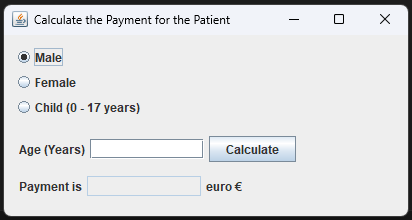 Calculate the Payment for the Patient
Male
Female
Child (0 - 17 years)
Age (Years) Calculate
Payment is euro €